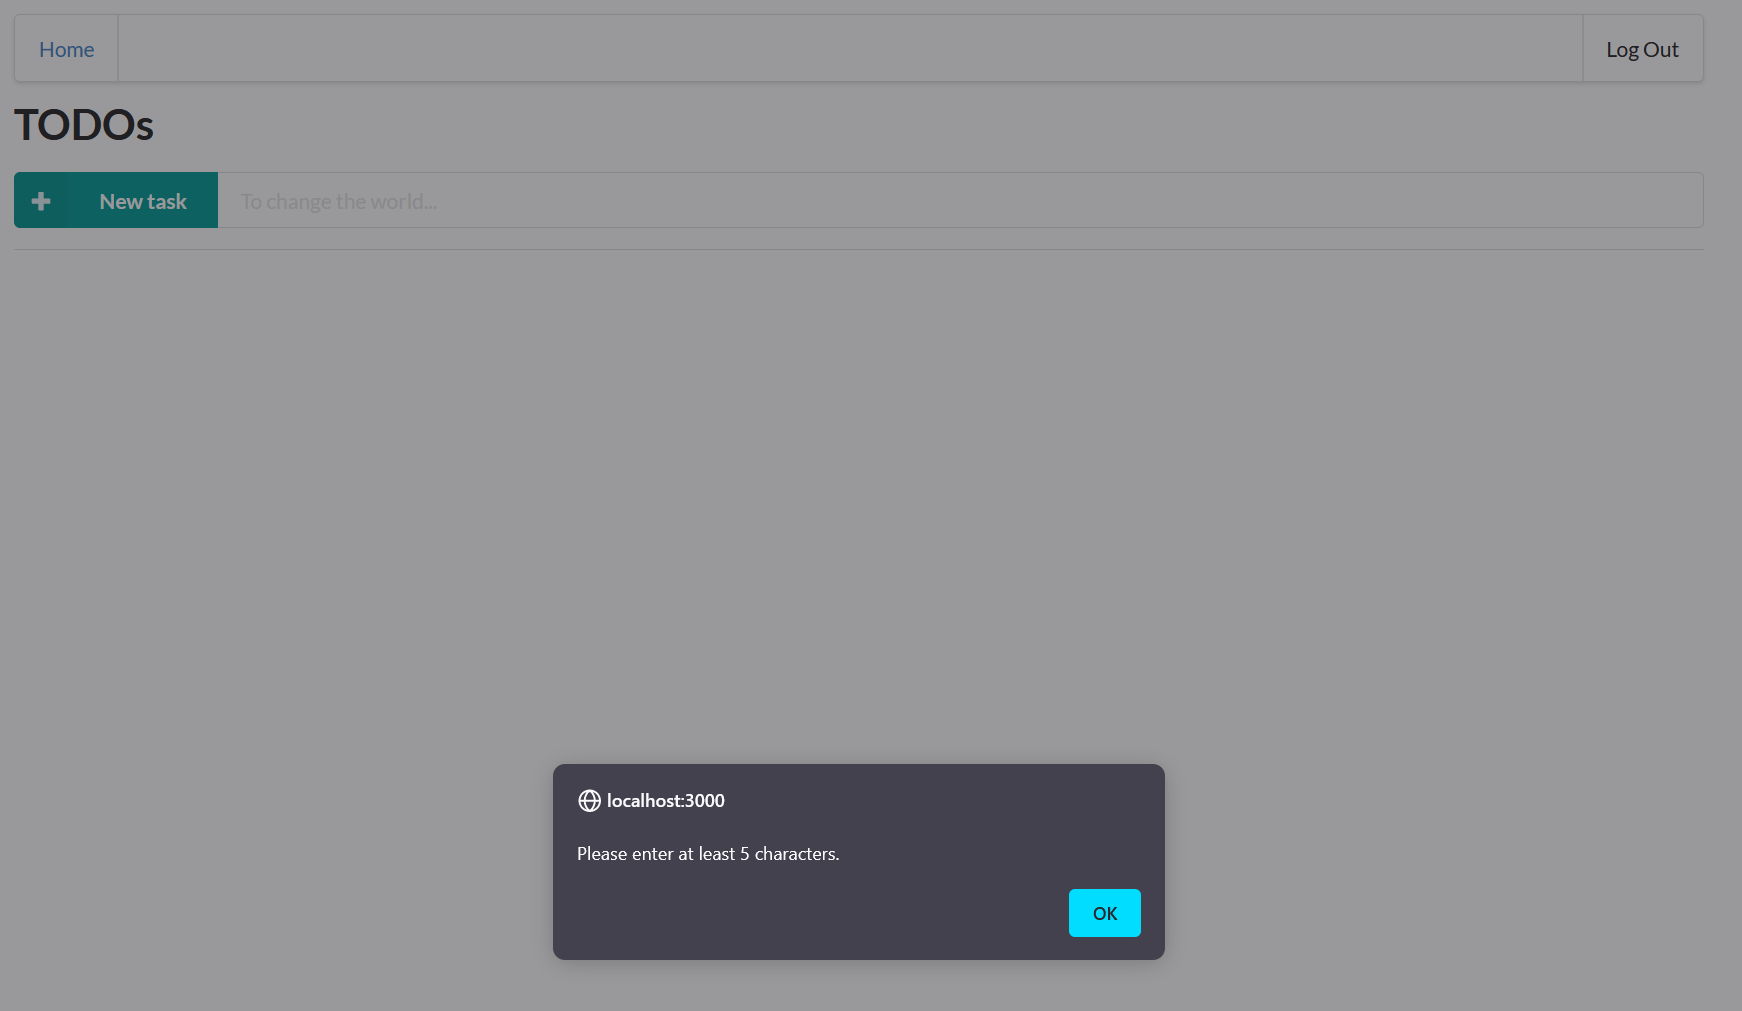 Home
Log Out
TODOs
New task
To change the world...
localhost:3000
Please enter at least 5 characters.
OK